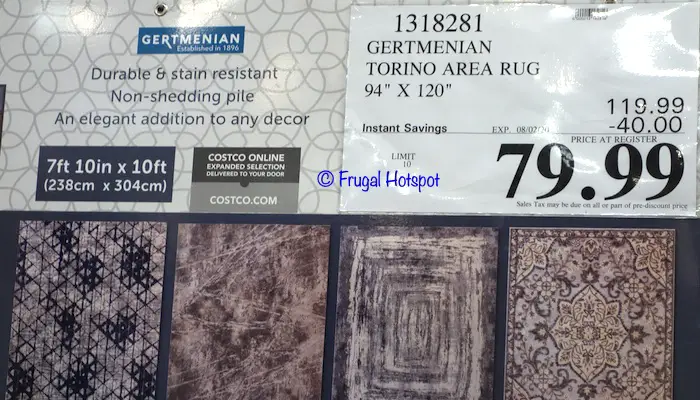 GERTMENIAN
Established in 1896
Durable & stain resistant
Non-shedding pile
An elegant addition to any decor
7ft 10in x 10ft
(238cm x 304cm)
COSTCO ONLINE
EXPANDED SELECTION
DELIVERED TO YOUR DOOR
COSTCO.COM
1318281
GERTMENIAN
TORINO AREA RUG
94" X 120"
119.99
Instant Savings EXP. 08/02/20 -40.00
PRICE AT REGISTER
LIMIT
10
79.99
Sales Tax may be due on all or part of pre-discount price
© Frugal Hotspot